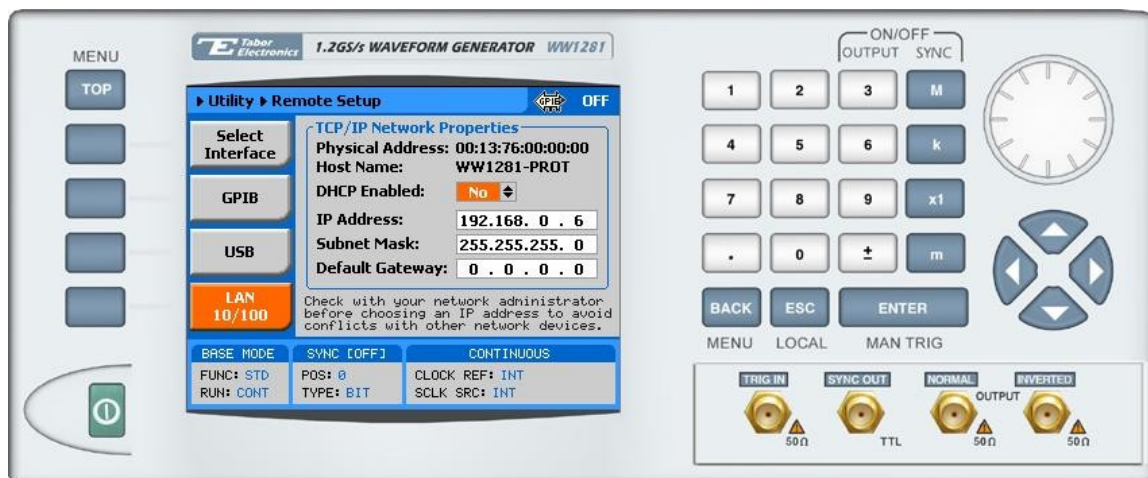 MENU
TOP
Tabor Electronics 1.2GS/s WAVEFORM GENERATOR WW1281
Utility Remote Setup GPIB OFF
Select Interface
GPIB
USB
LAN 10/100
TCP/IP Network Properties
Physical Address: 00:13:76:00:00:00
Host Name: WW1281-PROT
DHCP Enabled: No
IP Address: 192.168. 0 . 6
Subnet Mask: 255.255.255. 0
Default Gateway: 0 . 0 . 0 . 0
Check with your network adninistrator
before choosing an IP address to avoid
conflicts with other network devices.
BASE MODE
FUNC: STD
RUN: CONT
SYNC [OFF]
POS: 0
TYPE: BIT
CONTINUOUS
CLOCK REF: INT
SCLK SRC: INT
ON/OFF
OUTPUT SYNC
1 2 3 M
4 5 6 k
7 8 9 x1
. 0 ± m
BACK ESC ENTER
MENU LOCAL MAN TRIG
TRIG IN SYNC OUT NORMAL INVERTED
OUTPUT
50Ω TTL 50Ω 50Ω